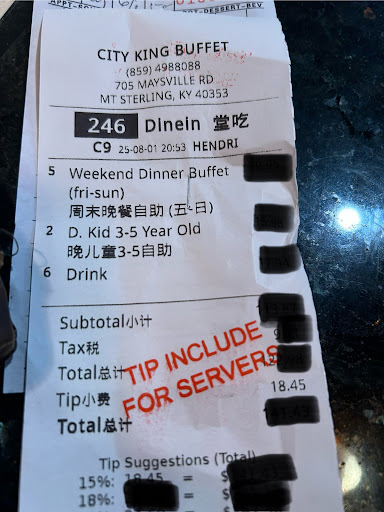 CITY KING BUFFET
(859) 4988088
705 MAYSVILLE RD
MT STERLING, KY 40353
246 DineIn 堂吃
C9 25-08-01 20:53 HENDRI
5 Weekend Dinner Buffet
(fri-sun)
周末晚餐自助 (五-日)
2 D. Kid 3-5 Year Old
晚儿童3-5自助
6 Drink
Subtotal小计
Tax税
Total总计
TIP INCLUDE
FOR SERVERS
Tip小费 18.45
Total总计
Tip Suggestions (Total)
15%: 18.45 = $
18%: = $